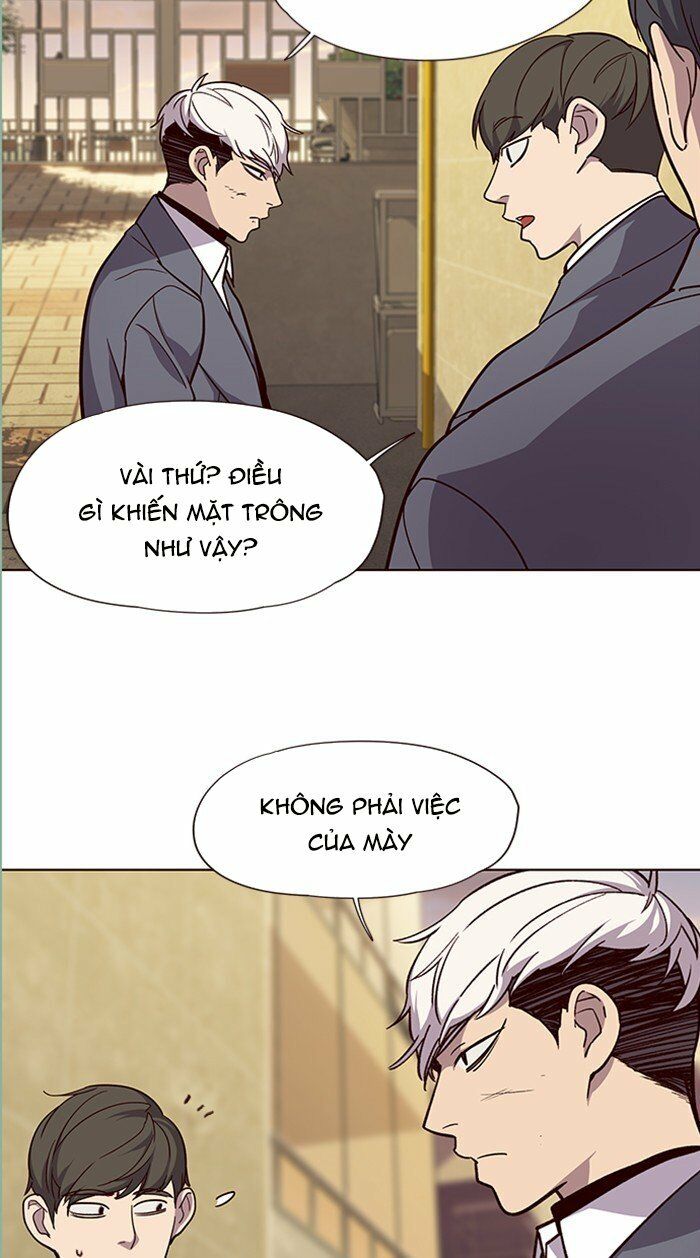 VÀI THỨ? ĐIỀU
GÌ KHIẾN MẶT TRÔNG
NHƯ VẬY?
KHÔNG PHẢI VIỆC
CỦA MÀY